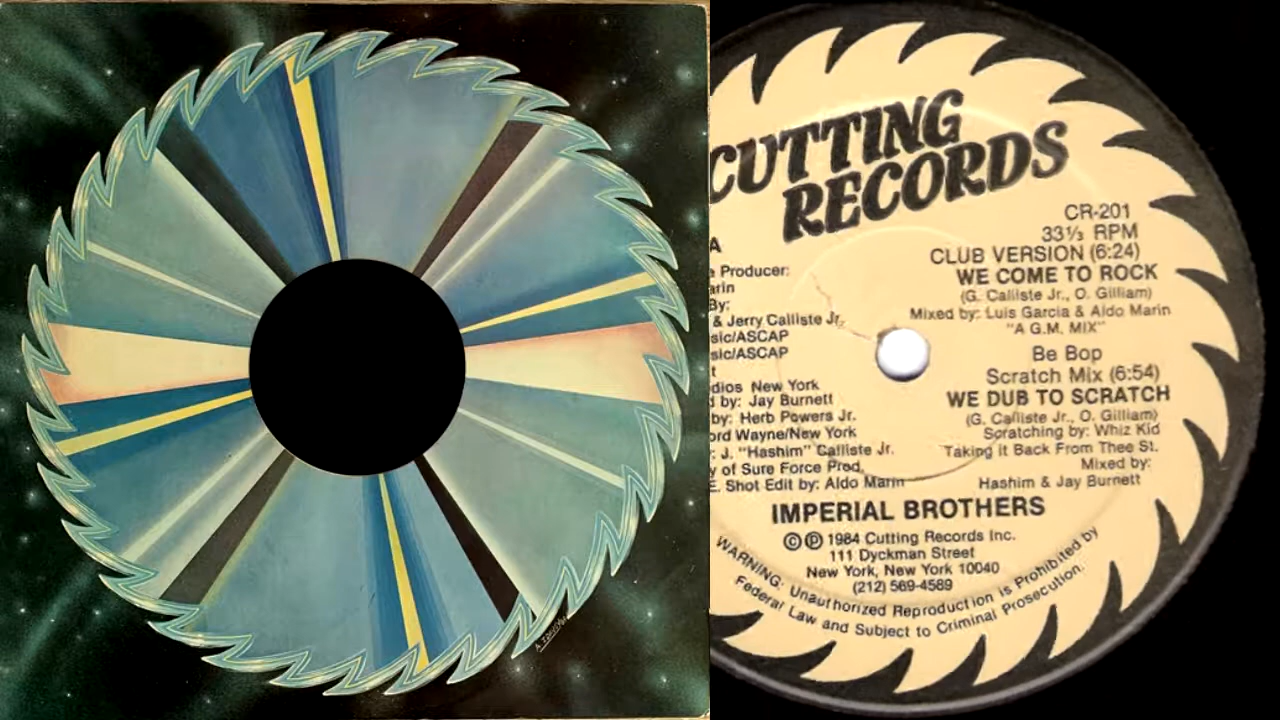 CUTTING
RECORDS
CR-201
33⅓ RPM
CLUB VERSION (6:24)
WE COME TO ROCK
(G. Calliste Jr., O. Gilliam)
Mixed by: Luis Garcia & Aldo Marin
"A G.M. MIX"
Be Bop
Scratch Mix (6:54)
WE DUB TO SCRATCH
(G. Calliste Jr., O. Gilliam)
Scratching by: Whiz Kid
Taking it Back From Thee St.
Mixed by:
Hashim & Jay Burnett
A
Producer:
arin
By:
& Jerry Calliste Jr.
sic/ASCAP
sic/ASCAP
t
dios New York
d by: Jay Burnett
by: Herb Powers Jr.
ord Wayne/New York
: J. "Hashim" Calliste Jr.
y of Sure Force Prod.
E. Shot Edit by: Aldo Marin
IMPERIAL BROTHERS
© ℗ 1984 Cutting Records Inc.
111 Dyckman Street
New York, New York 10040
(212) 569-4589
WARNING: Unauthorized Reproduction is Prohibited by
Federal Law and Subject to Criminal Prosecution.